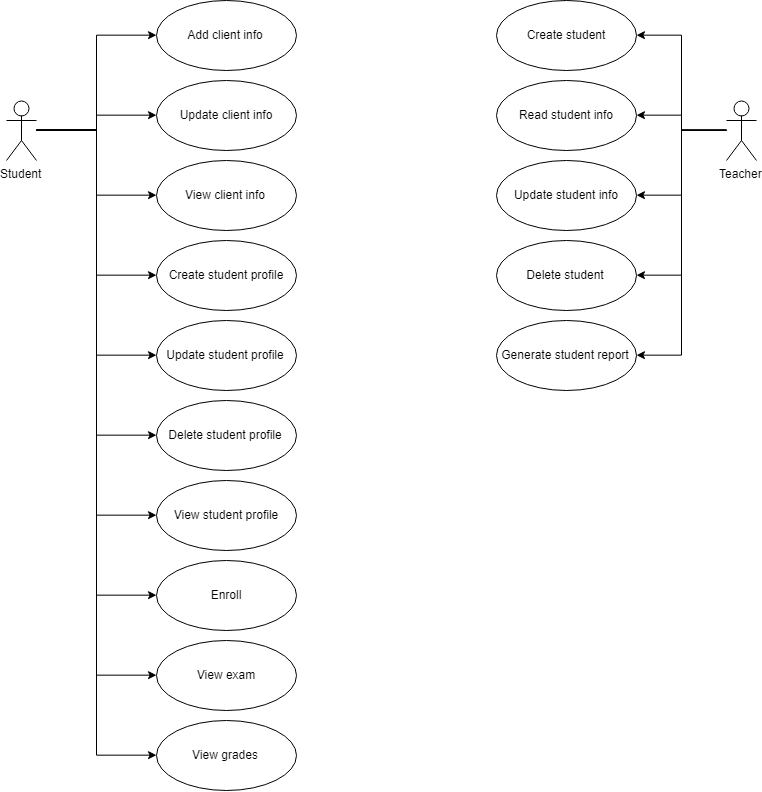 Add client info
Update client info
Student
View client info
Create student profile
Update student profile
Delete student profile
View student profile
Enroll
View exam
View grades
Create student
Read student info
Teacher
Update student info
Delete student
Generate student report